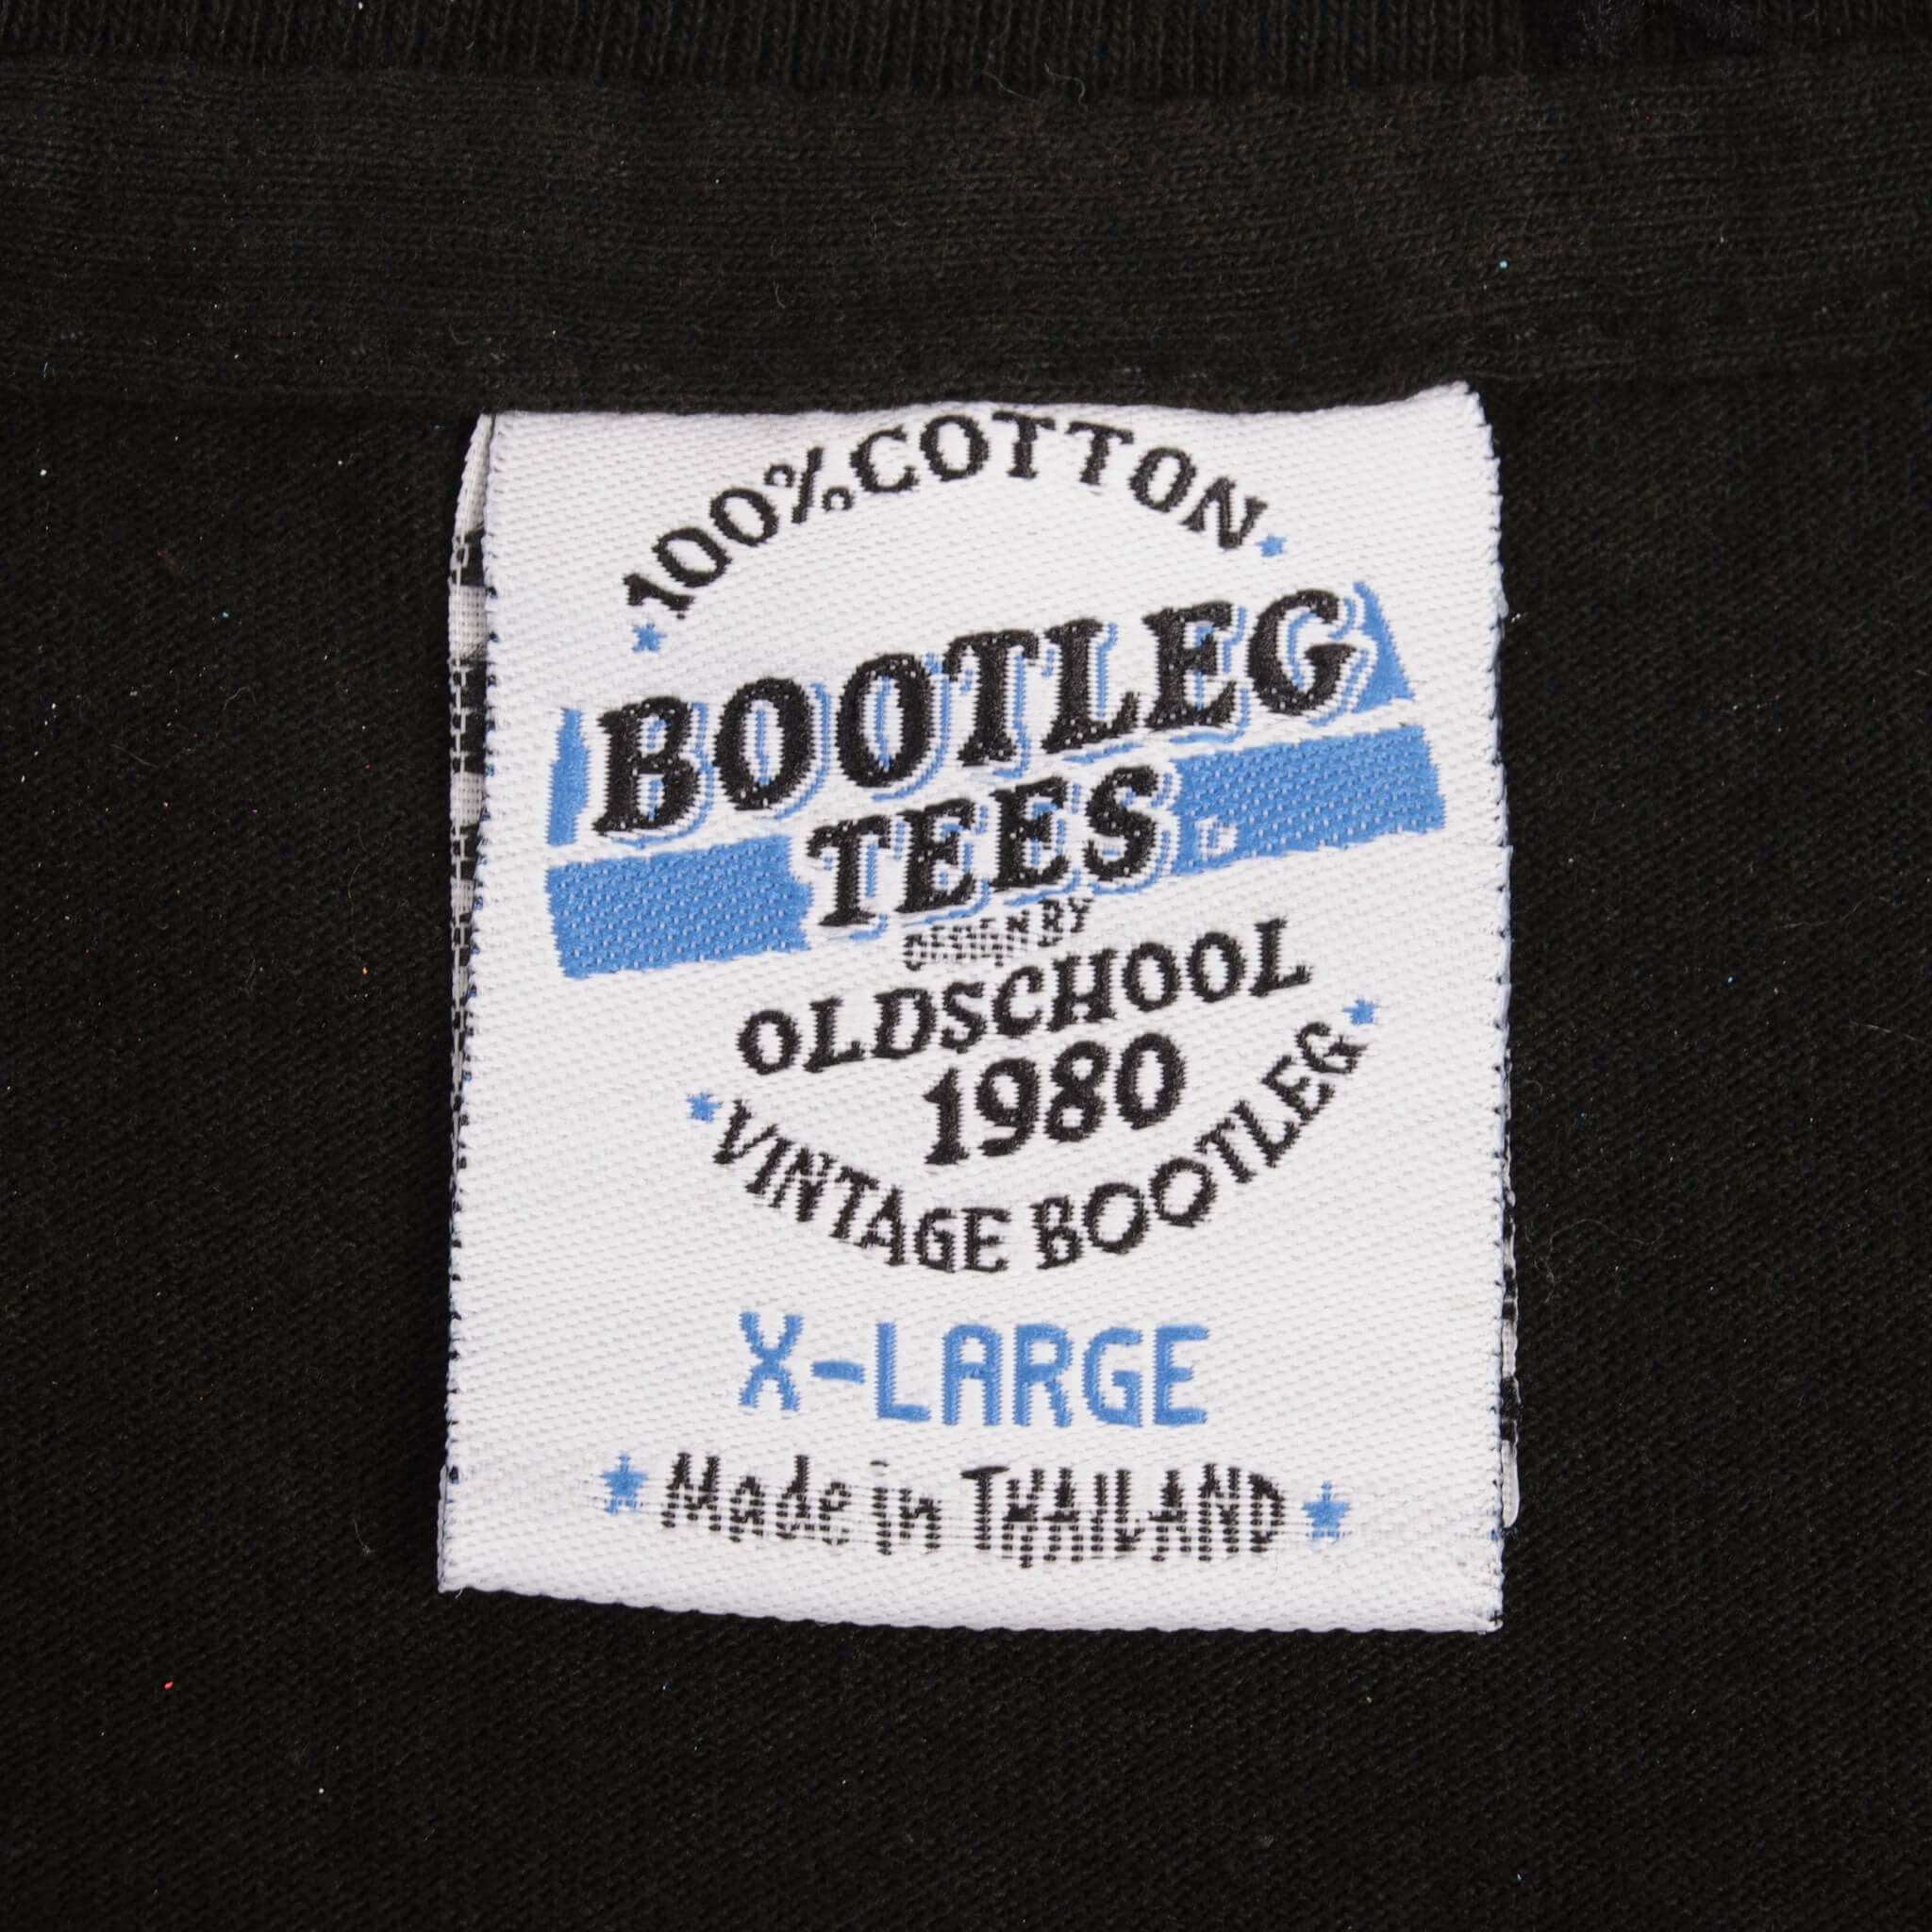 100% COTTON
BOOTLEG
TEES
DESIGN BY
OLDSCHOOL
1980
VINTAGE BOOTLEG
X-LARGE
Made in THAILAND